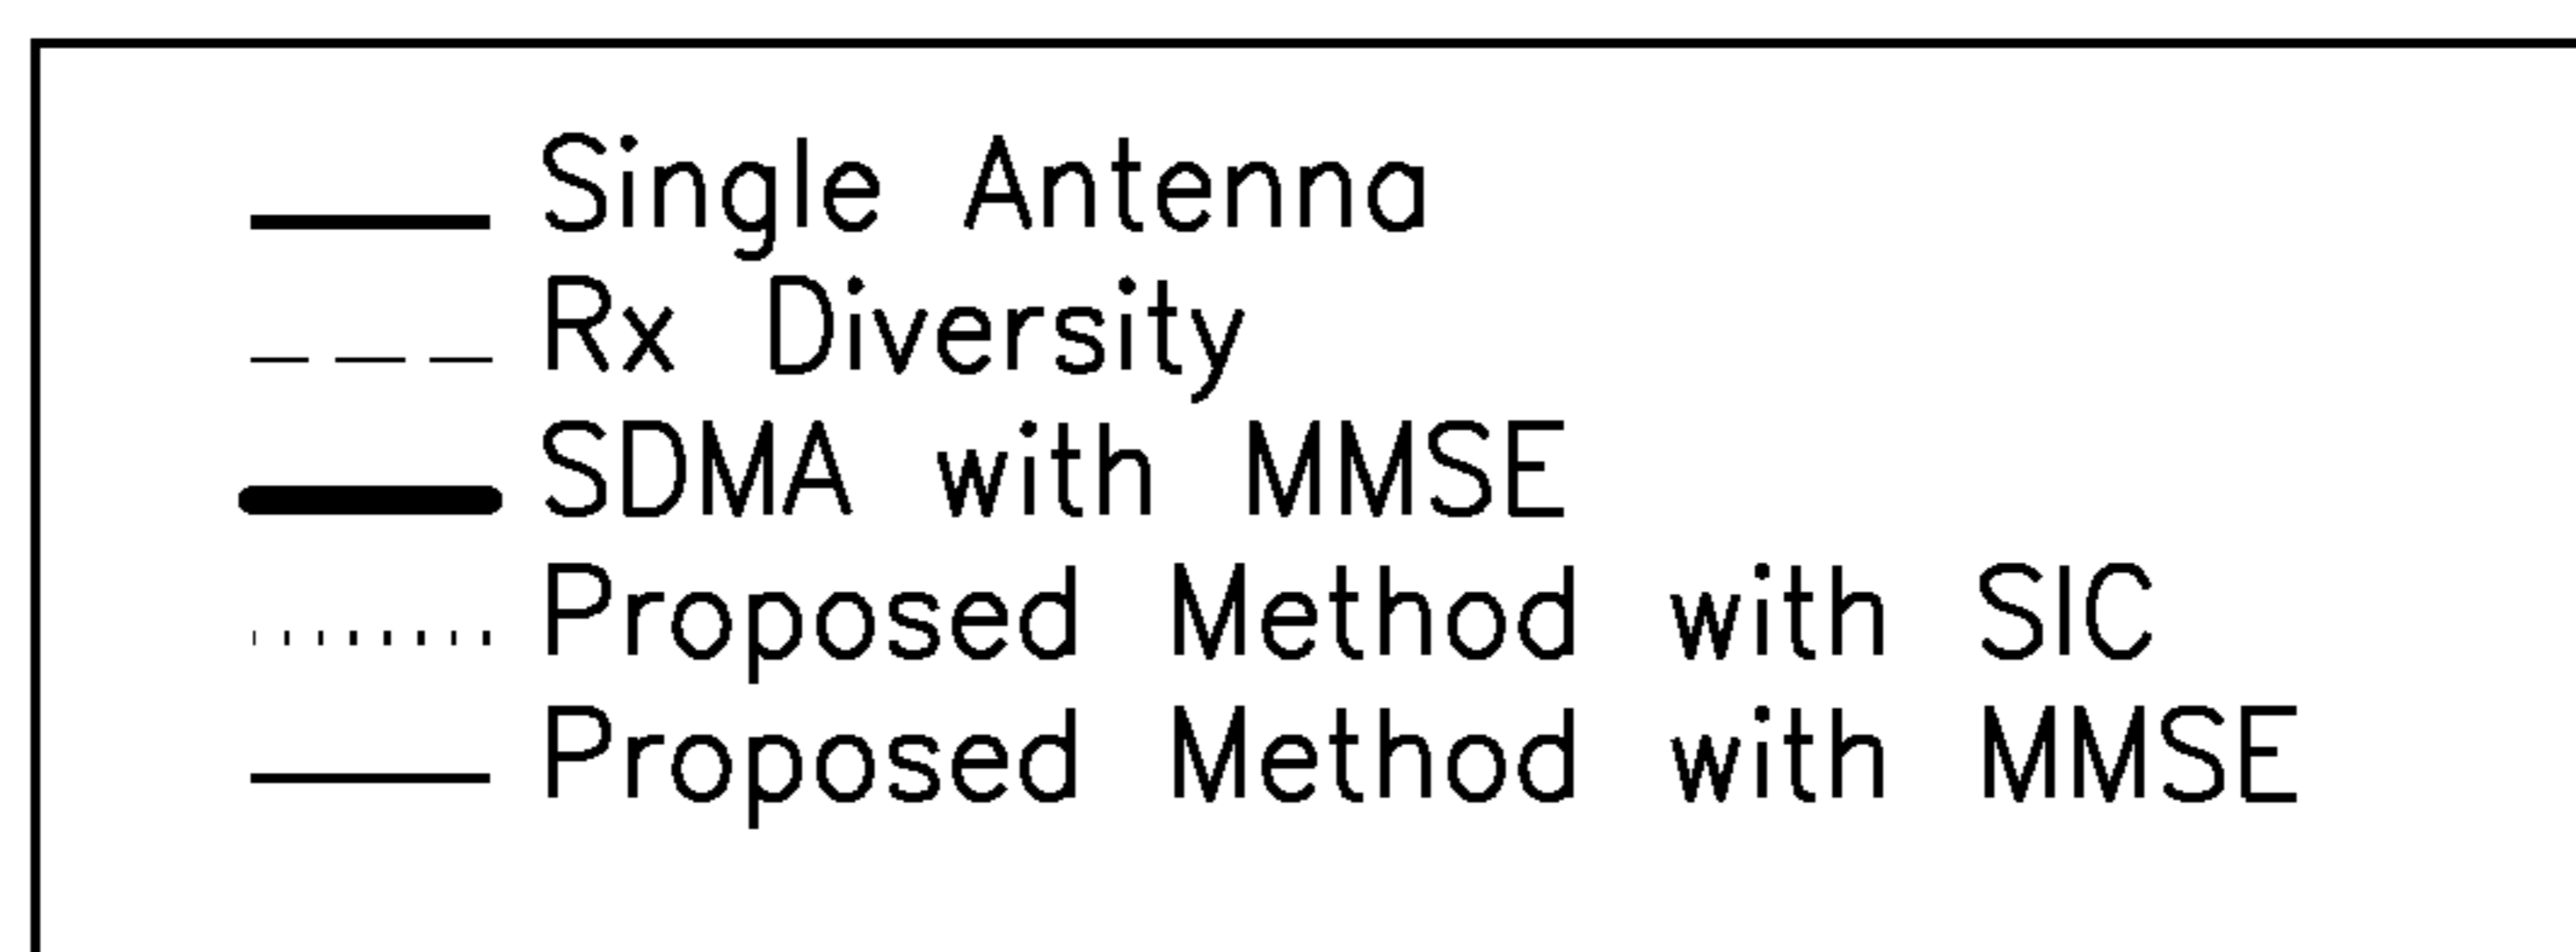 Single Antenna
Rx Diversity
SDMA with MMSE
Proposed Method with SIC
Proposed Method with MMSE